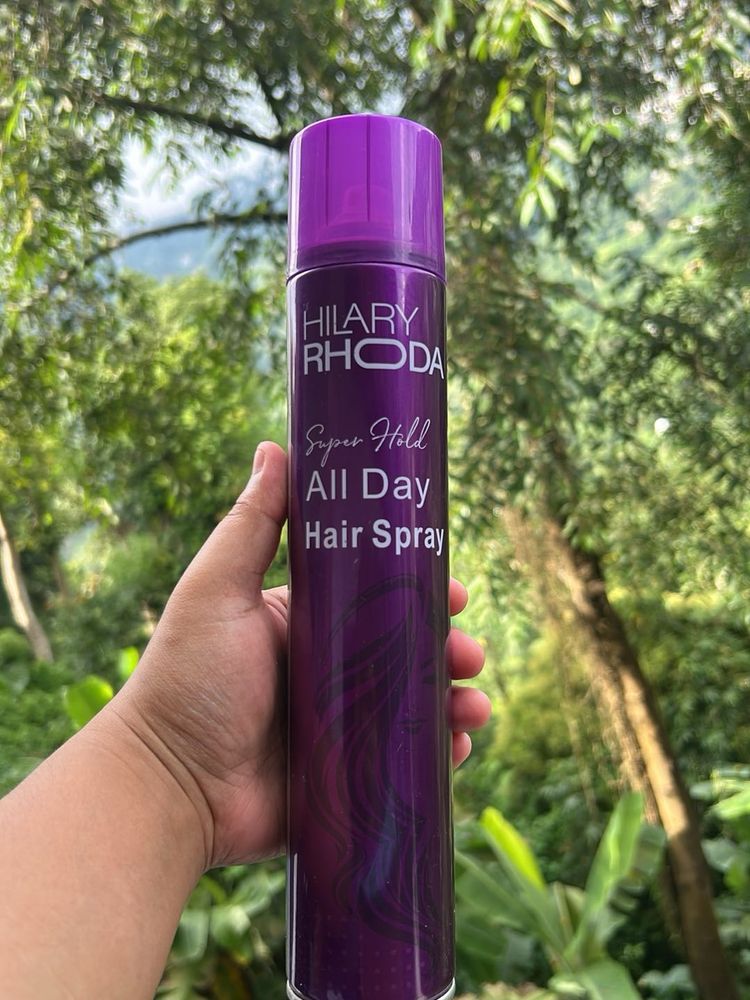 HILARY
RHODA
Super Hold
All Day
Hair Spray